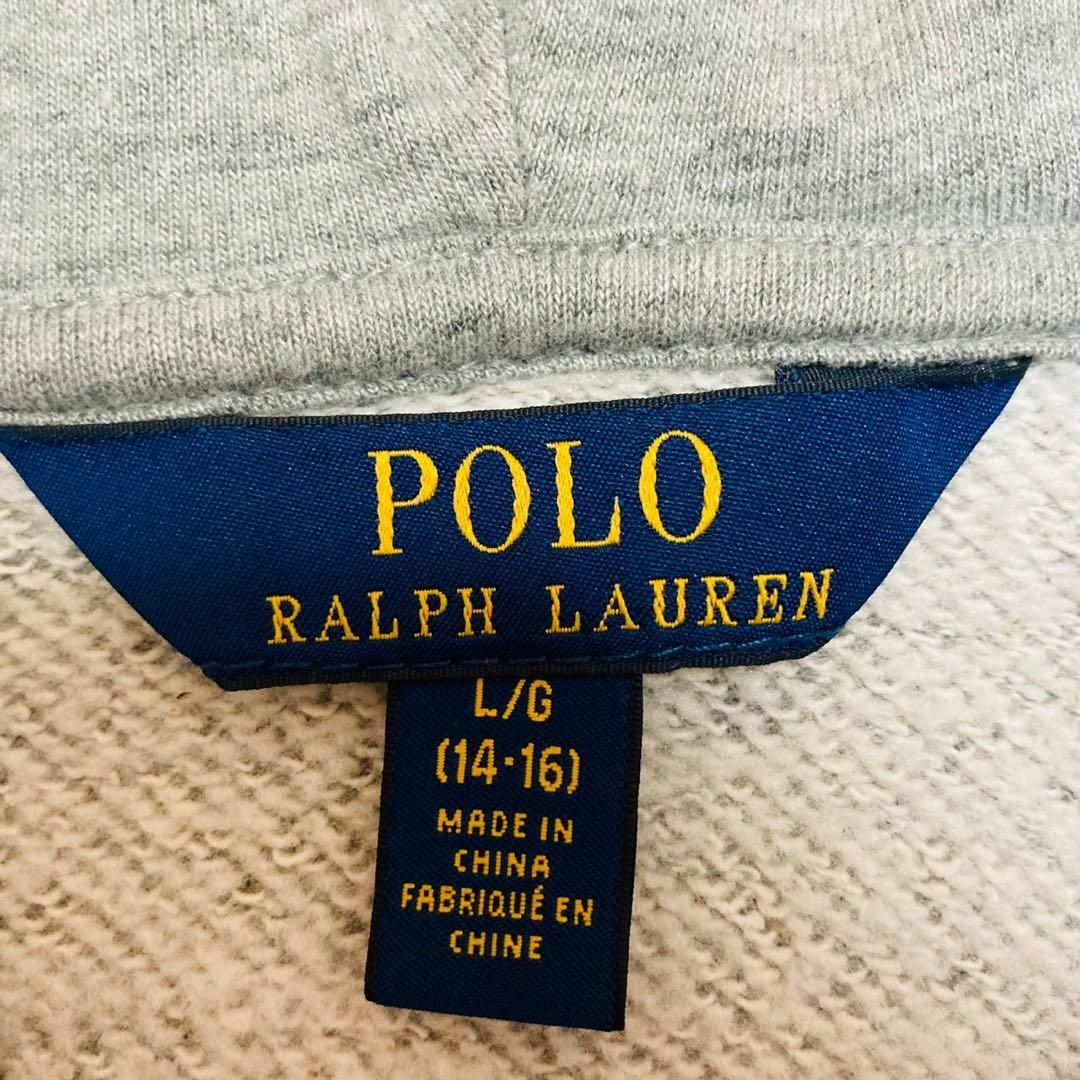 POLO
RALPH LAUREN
L/G
(14·16)
MADE IN
CHINA
FABRIQUÉ EN
CHINE